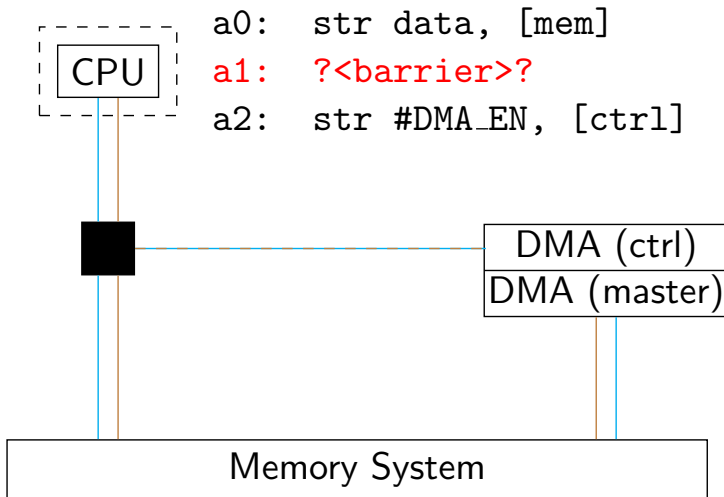 a0: str data, [mem]
CPU
a1: ?<barrier>?
a2: str #DMA_EN, [ctrl]
DMA (ctrl)
DMA (master)
Memory System